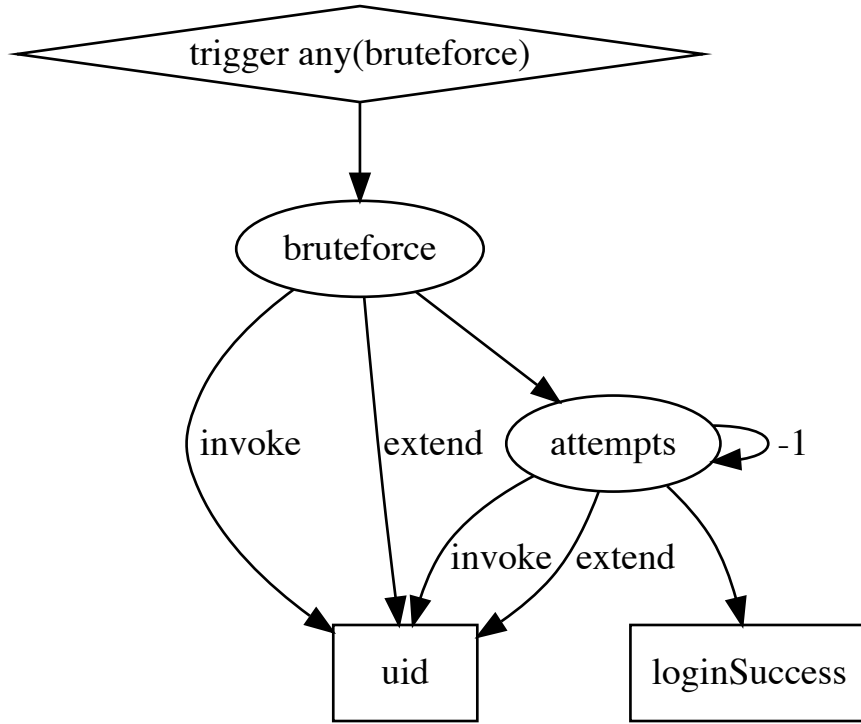 trigger any(bruteforce)
bruteforce
invoke
extend
attempts
-1
invoke
extend
uid
loginSuccess